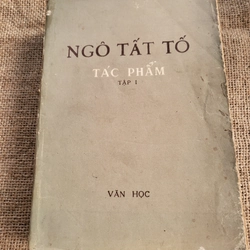 NGÔ TẤT TỐ
TÁC PHẨM
TẬP I
VĂN HỌC